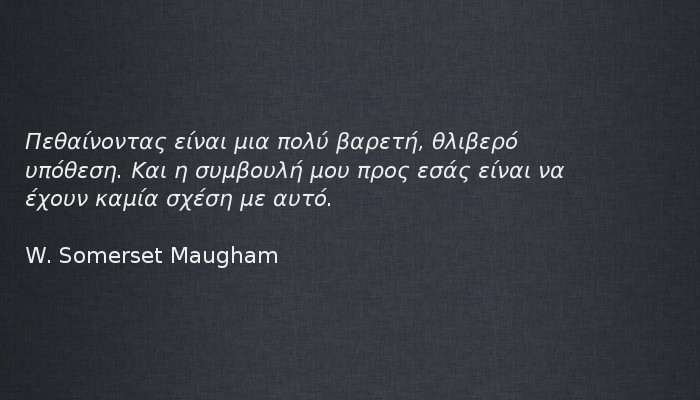 Πεθαίνοντας είναι μια πολύ βαρετή, θλιβερό
υπόθεση. Και η συμβουλή μου προς εσάς είναι να
έχουν καμία σχέση με αυτό.
W. Somerset Maugham